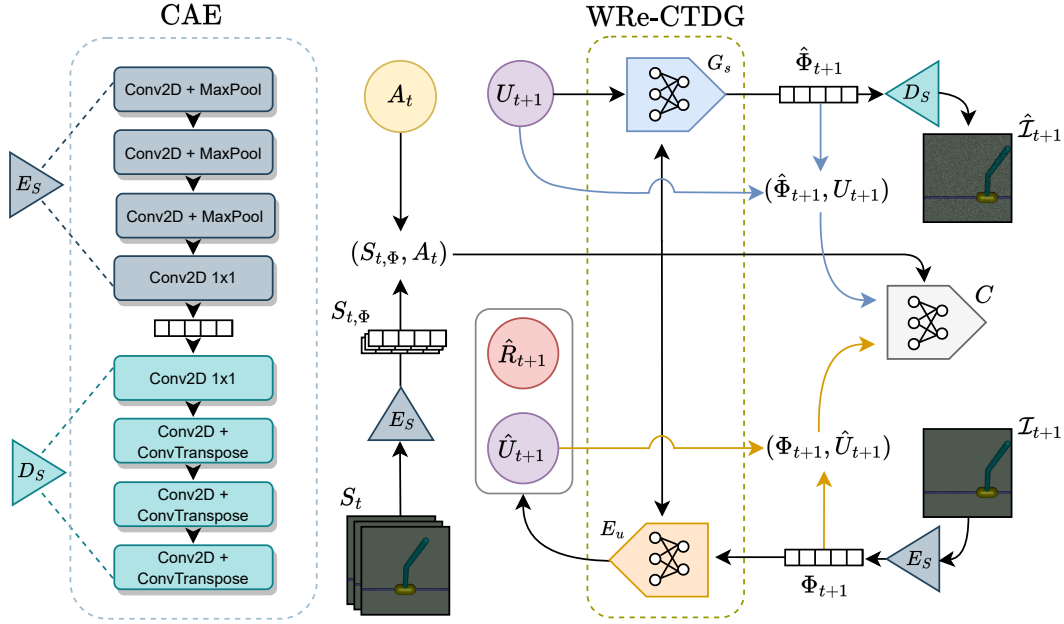 CAE
Conv2D + MaxPool
Conv2D + MaxPool
Conv2D + MaxPool
Conv2D 1x1
E_S
Conv2D 1x1
Conv2D +
ConvTranspose
Conv2D +
ConvTranspose
Conv2D +
ConvTranspose
D_S
A_t
(S_{t,Φ}, A_t)
S_{t,Φ}
E_S
S_t
WRe-CTDG
U_{t+1}
G_s
Φ̂_{t+1}
D_S
Î_{t+1}
(Φ̂_{t+1}, U_{t+1})
C
R̂_{t+1}
Û_{t+1}
(Φ_{t+1}, Û_{t+1})
I_{t+1}
E_u
Φ_{t+1}
E_S